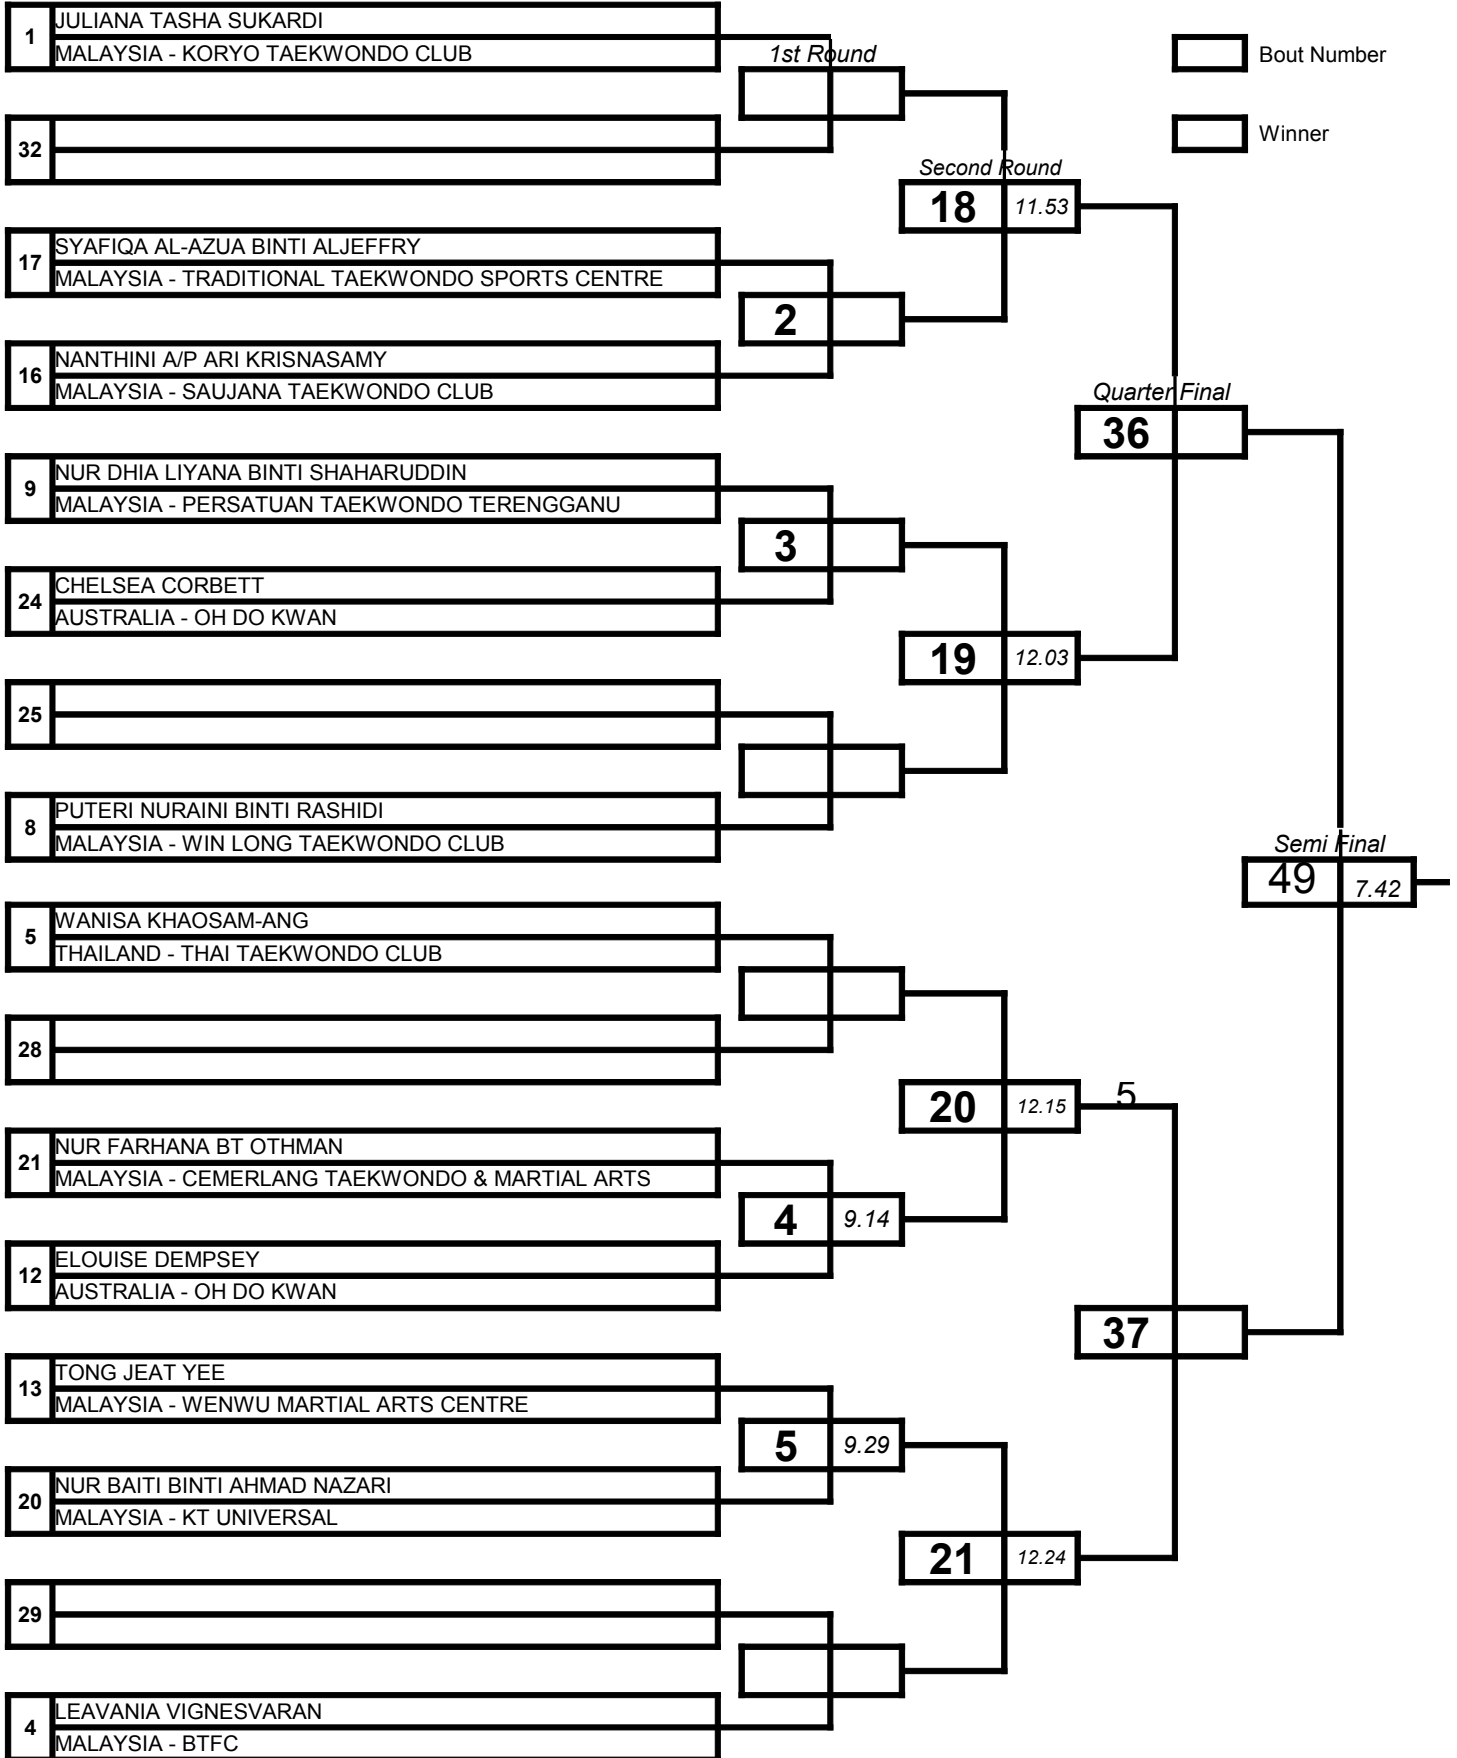 1
JULIANA TASHA SUKARDI
MALAYSIA - KORYO TAEKWONDO CLUB
1st Round
Bout Number
Winner
32
Second Round
18 11.53
17
SYAFIQA AL-AZUA BINTI ALJEFFRY
MALAYSIA - TRADITIONAL TAEKWONDO SPORTS CENTRE
2
16
NANTHINI A/P ARI KRISNASAMY
MALAYSIA - SAUJANA TAEKWONDO CLUB
Quarter Final
36
9
NUR DHIA LIYANA BINTI SHAHARUDDIN
MALAYSIA - PERSATUAN TAEKWONDO TERENGGANU
3
24
CHELSEA CORBETT
AUSTRALIA - OH DO KWAN
19 12.03
25
8
PUTERI NURAINI BINTI RASHIDI
MALAYSIA - WIN LONG TAEKWONDO CLUB
Semi Final
49 7.42
5
WANISA KHAOSAM-ANG
THAILAND - THAI TAEKWONDO CLUB
28
20 12.15 5
21
NUR FARHANA BT OTHMAN
MALAYSIA - CEMERLANG TAEKWONDO & MARTIAL ARTS
4 9.14
12
ELOUISE DEMPSEY
AUSTRALIA - OH DO KWAN
37
13
TONG JEAT YEE
MALAYSIA - WENWU MARTIAL ARTS CENTRE
5 9.29
20
NUR BAITI BINTI AHMAD NAZARI
MALAYSIA - KT UNIVERSAL
21 12.24
29
4
LEAVANIA VIGNESVARAN
MALAYSIA - BTFC